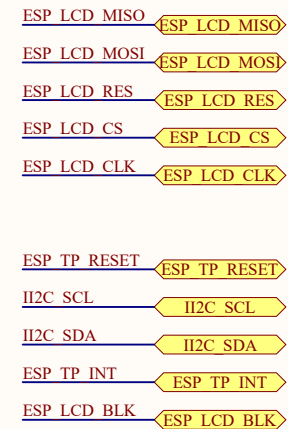 ESP_LCD_MISO ESP_LCD_MISO
ESP_LCD_MOSI ESP_LCD_MOSI
ESP_LCD_RES ESP_LCD_RES
ESP_LCD_CS ESP_LCD_CS
ESP_LCD_CLK ESP_LCD_CLK
ESP_TP_RESET ESP_TP_RESET
II2C_SCL II2C_SCL
II2C_SDA II2C_SDA
ESP_TP_INT ESP_TP_INT
ESP_LCD_BLK ESP_LCD_BLK